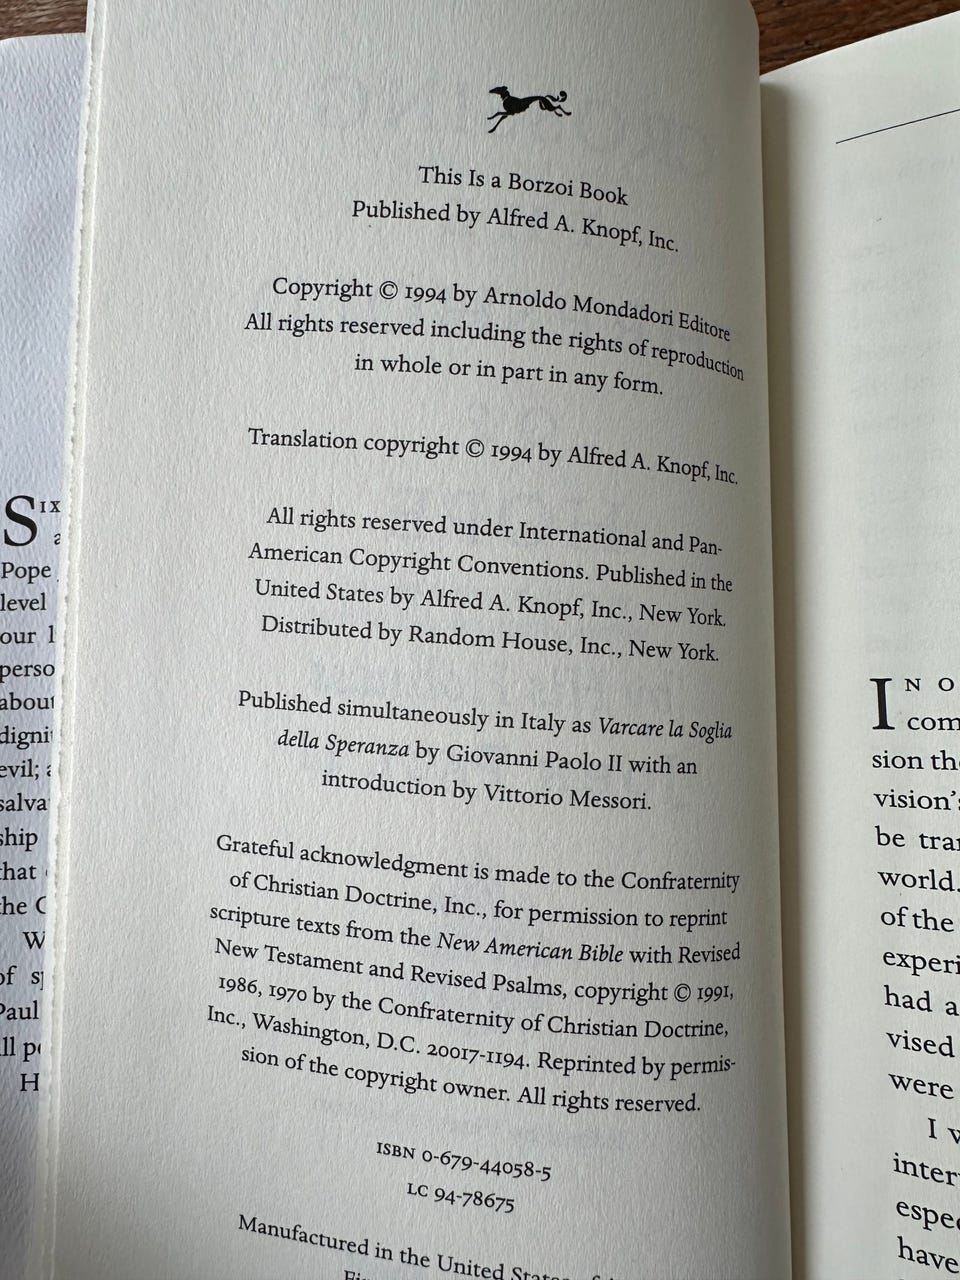 This Is a Borzoi Book
Published by Alfred A. Knopf, Inc.
Copyright © 1994 by Arnoldo Mondadori Editore
All rights reserved including the rights of reproduction
in whole or in part in any form.
Translation copyright © 1994 by Alfred A. Knopf, Inc.
All rights reserved under International and Pan-
American Copyright Conventions. Published in the
United States by Alfred A. Knopf, Inc., New York.
Distributed by Random House, Inc., New York.
Published simultaneously in Italy as Varcare la Soglia
della Speranza by Giovanni Paolo II with an
introduction by Vittorio Messori.
Grateful acknowledgment is made to the Confraternity
of Christian Doctrine, Inc., for permission to reprint
scripture texts from the New American Bible with Revised
New Testament and Revised Psalms, copyright © 1991,
1986, 1970 by the Confraternity of Christian Doctrine,
Inc., Washington, D.C. 20017-1194. Reprinted by permis-
sion of the copyright owner. All rights reserved.
ISBN 0-679-44058-5
LC 94-78675
Manufactured in the United States
SIX
Pope
level
our
perso
about
digni
evil;
salva
ship
that
the C
W
of
Paul
H
IN O
com
sion th
vision's
be tra
world.
of the
experi
had a
vised
were
I
inter
espe
have